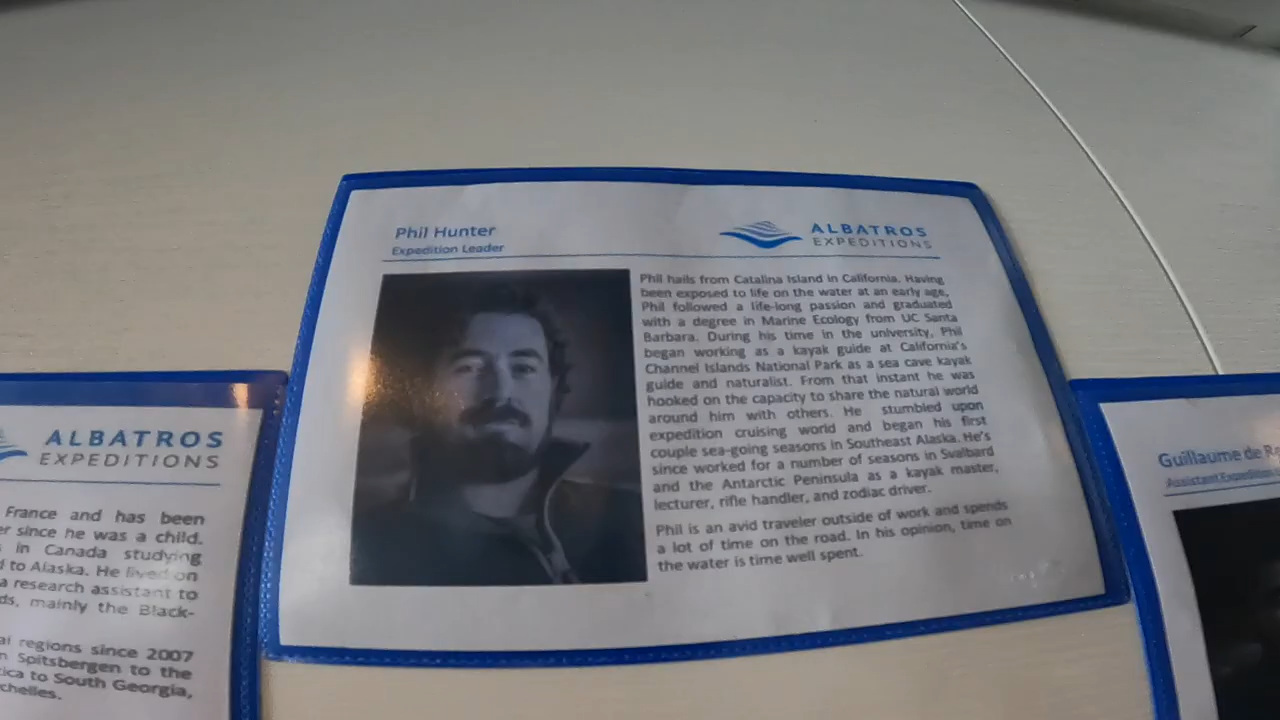 Phil Hunter
Expedition Leader
ALBATROS
EXPEDITIONS
Phil hails from Catalina Island in California. Having
been exposed to life on the water at an early age,
Phil followed a life-long passion and graduated
with a degree in Marine Ecology from UC Santa
Barbara. During his time in the university, Phil
began working as a kayak guide at California's
Channel Islands National Park as a sea cave kayak
guide and naturalist. From that instant he was
hooked on the capacity to share the natural world
around him with others. He stumbled upon
expedition cruising world and began his first
couple sea-going seasons in Southeast Alaska. He's
since worked for a number of seasons in Svalbard
and the Antarctic Peninsula as a kayak master,
lecturer, rifle handler, and zodiac driver.
Phil is an avid traveler outside of work and spends
a lot of time on the road. In his opinion, time on
the water is time well spent.
ALBATROS
EXPEDITIONS
France and has been
er since he was a child.
in Canada studying
d to Alaska. He lived on
a research assistant to
ds, mainly the Black-
al regions since 2007
n Spitsbergen to the
tica to South Georgia,
chelles.
Guillaume de
Assistant Expedition